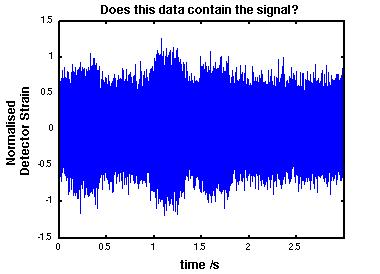 Does this data contain the signal?
1.5
1
0.5
0
-0.5
-1
-1.5
Normalised
Detector Strain
0 0.5 1 1.5 2 2.5
time /s